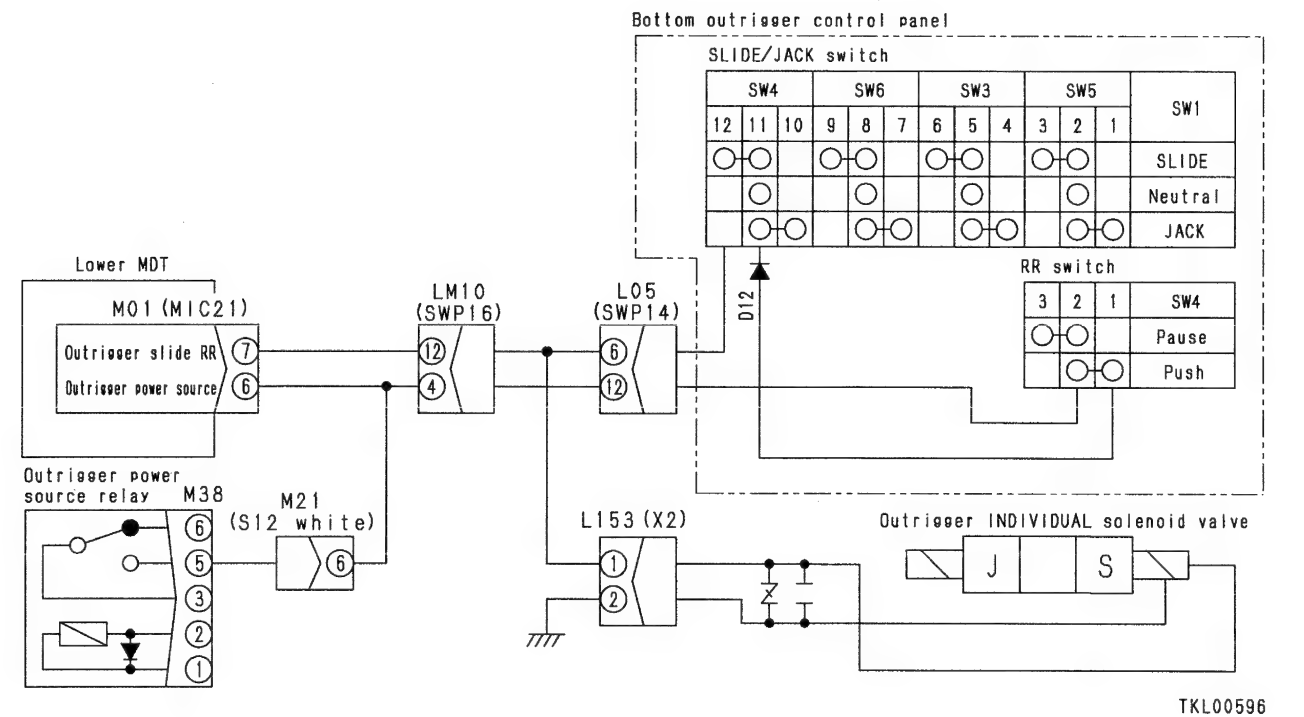 Bottom outrigger control panel
SLIDE/JACK switch
SW4 SW6 SW3 SW5 SW1
12 11 10 9 8 7 6 5 4 3 2 1
SLIDE
Neutral
JACK
D12
RR switch
3 2 1 SW4
Pause
Push
Lower MDT
M01 (MIC21)
Outrigger slide RR 7
Outrigger power source 6
LM10
(SWP16)
12
4
L05
(SWP14)
6
12
Outrigger power
source relay M38
6
5
3
2
1
M21
(S12 white)
6
L153 (X2)
1
2
Outrigger INDIVIDUAL solenoid valve
J S
TKL00596